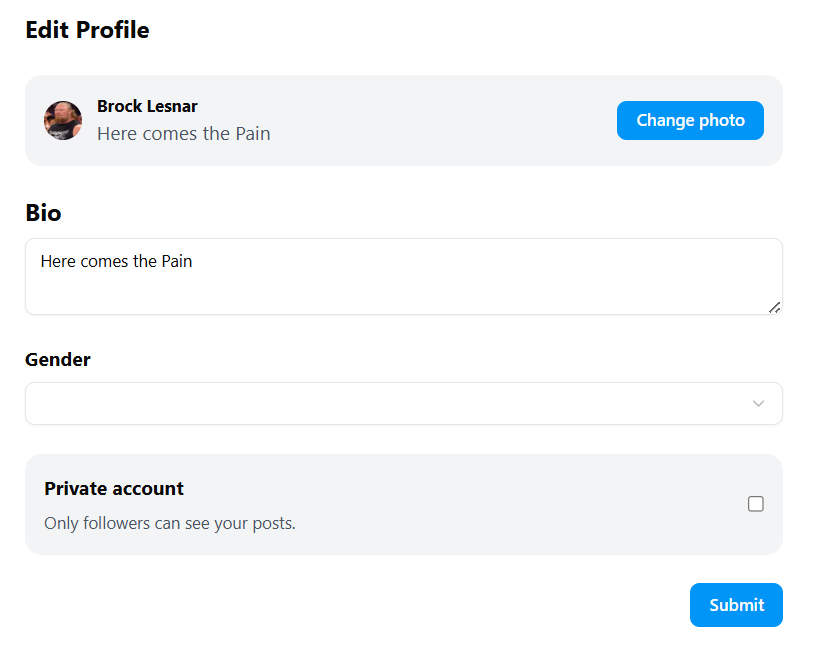 Edit Profile
Brock Lesnar
Here comes the Pain
Change photo
Bio
Here comes the Pain
Gender
Private account
Only followers can see your posts.
Submit